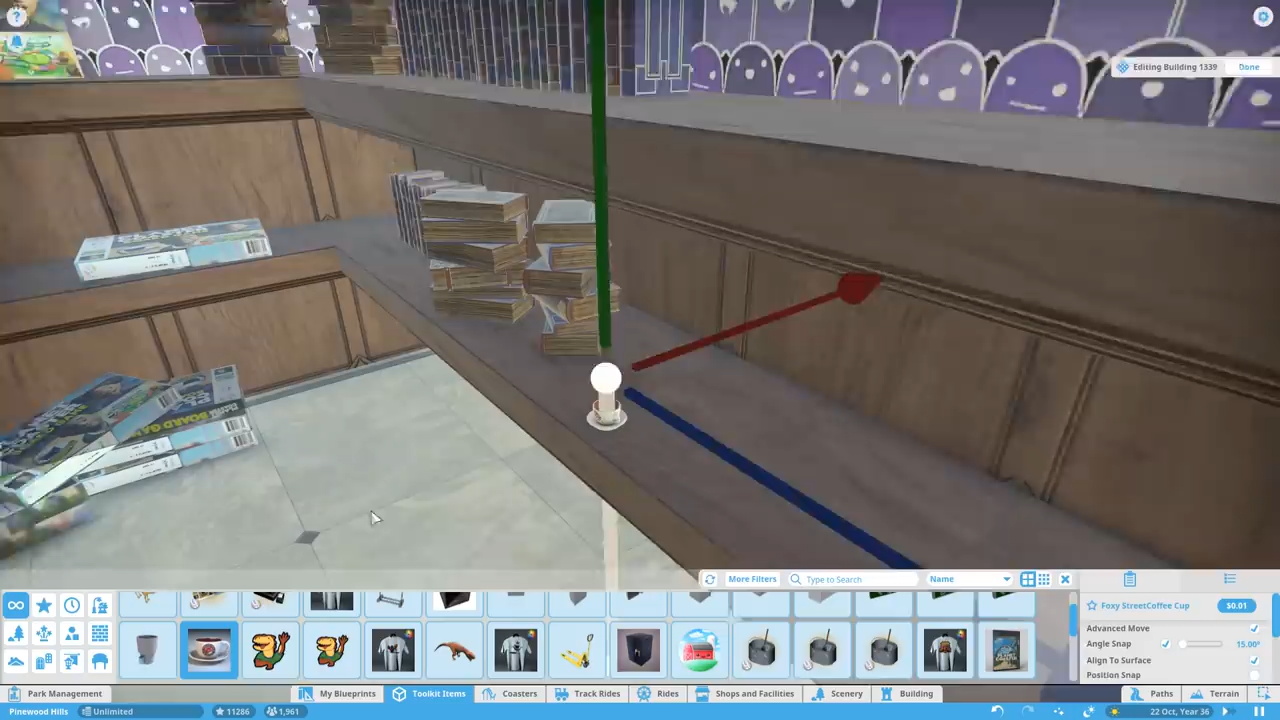 ?
Editing Building 1339 Done
BOARD GAME
More Filters Type to Search Name
Foxy StreetCoffee Cup $0.01
Advanced Move
Angle Snap 15.00°
Align To Surface
Position Snap
Park Management My Blueprints Toolkit Items Coasters Track Rides Rides Shops and Facilities Scenery Building Paths Terrain
Pinewood Hills Unlimited 11286 1,961 22 Oct, Year 36